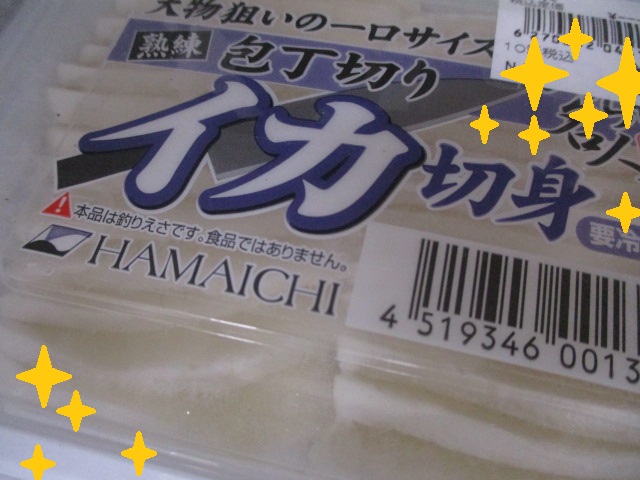 大物狙いの一口サイズ
熟練 包丁切り
イカ切身
本品は釣りえさです。食品ではありません。
HAMAICHI
要冷
4 519346 0013